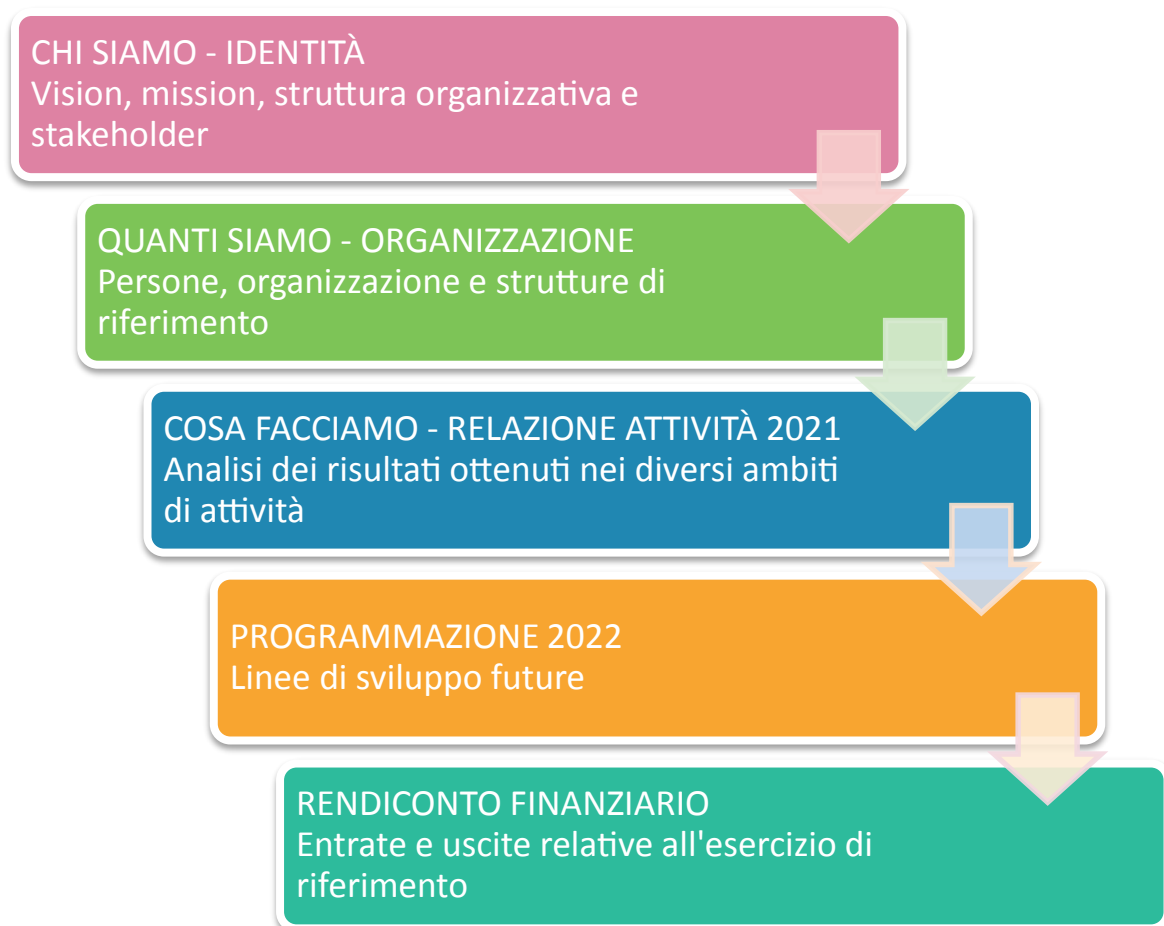 CHI SIAMO - IDENTITÀ
Vision, mission, struttura organizzativa e
stakeholder
QUANTI SIAMO - ORGANIZZAZIONE
Persone, organizzazione e strutture di
riferimento
COSA FACCIAMO - RELAZIONE ATTIVITÀ 2021
Analisi dei risultati ottenuti nei diversi ambiti
di attività
PROGRAMMAZIONE 2022
Linee di sviluppo future
RENDICONTO FINANZIARIO
Entrate e uscite relative all'esercizio di
riferimento